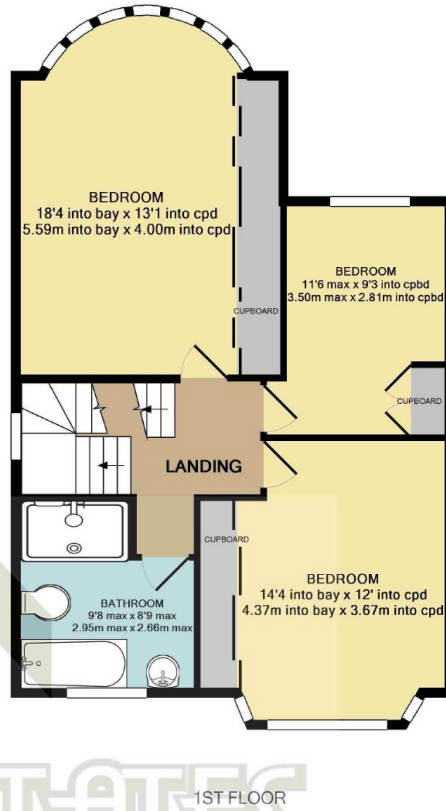 BEDROOM
18'4 into bay x 13'1 into cpd
5.59m into bay x 4.00m into cpd
CUPBOARD
BEDROOM
11'6 max x 9'3 into cpbd
3.50m max x 2.81m into cpbd
CUPBOARD
LANDING
CUPBOARD
BEDROOM
14'4 into bay x 12' into cpd
4.37m into bay x 3.67m into cpd
BATHROOM
9'8 max x 8'9 max
2.95m max x 2.66m max
1ST FLOOR